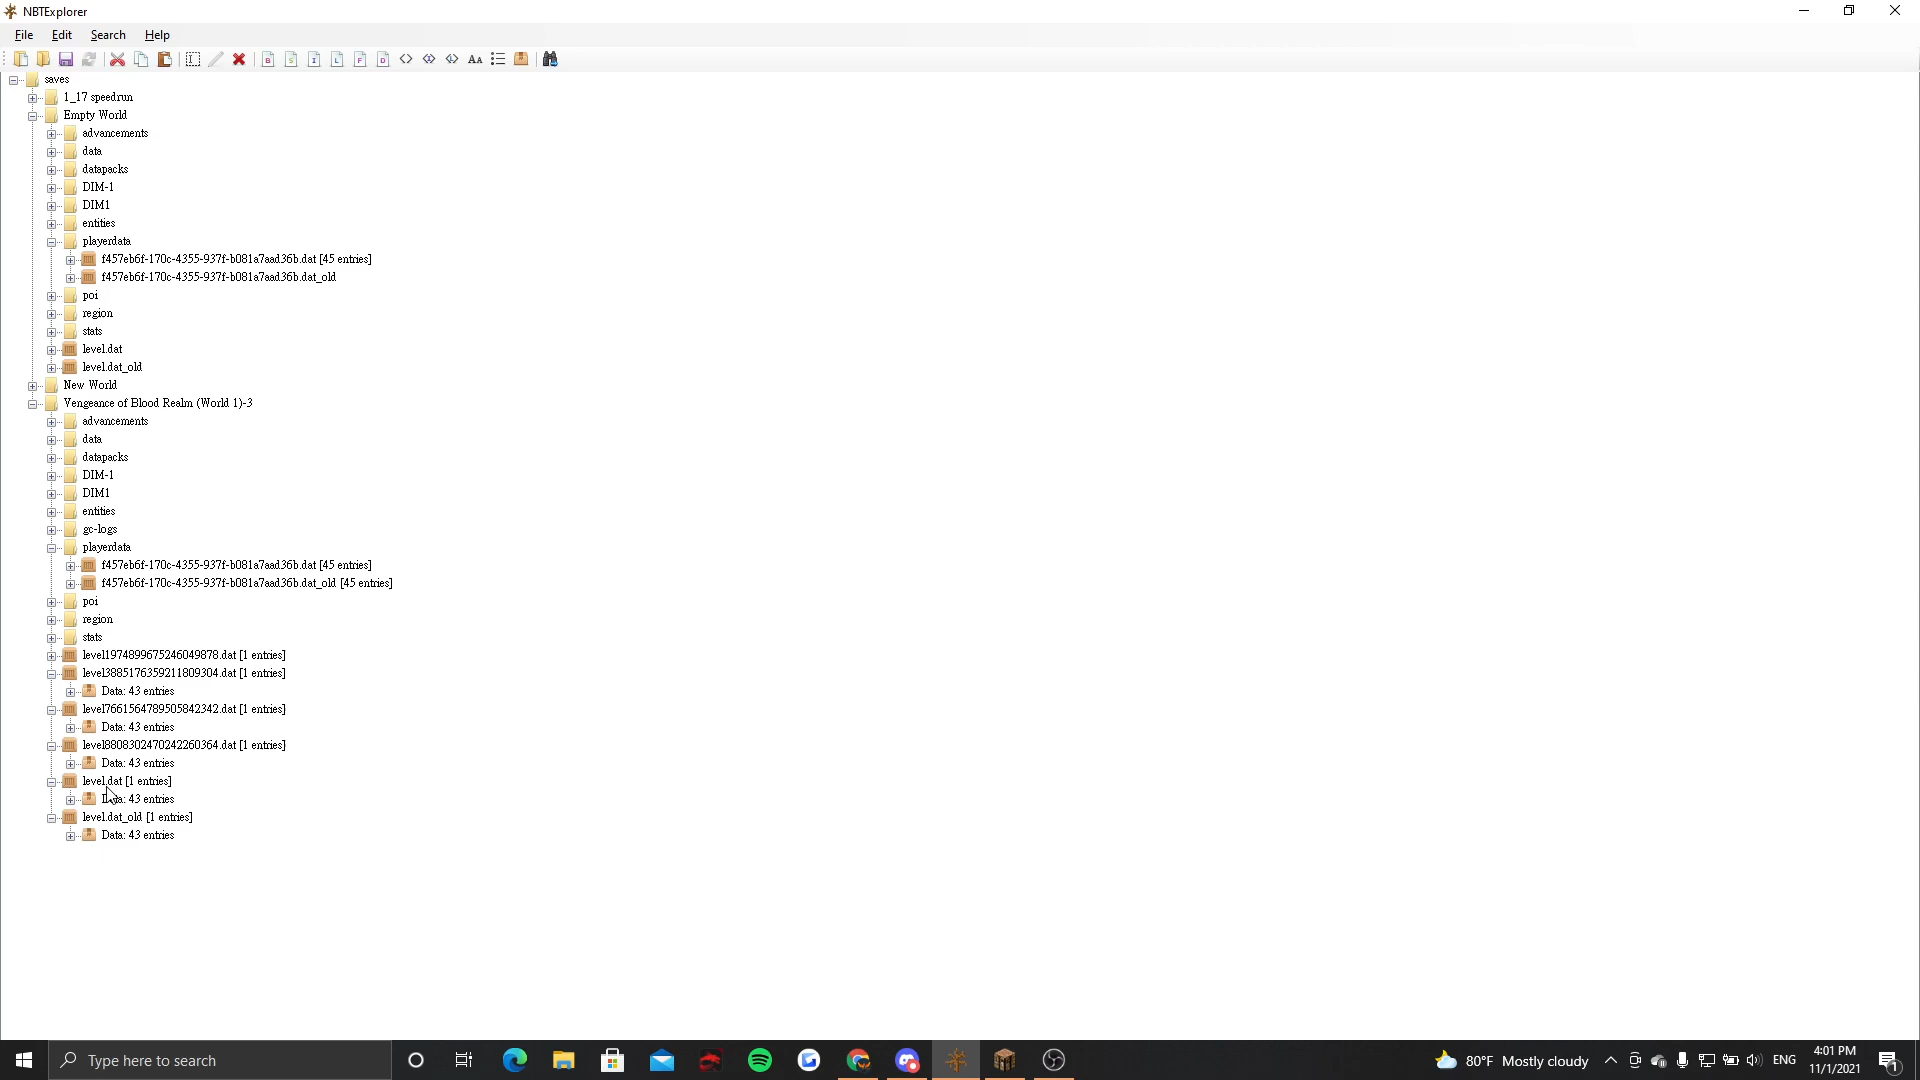 NBTExplorer
File Edit Search Help
saves
1_17 speedrun
Empty World
advancements
data
datapacks
DIM-1
DIM1
entities
playerdata
f457eb6f-170c-4355-937f-b081a7aad36b.dat [45 entries]
f457eb6f-170c-4355-937f-b081a7aad36b.dat_old
poi
region
stats
level.dat
level.dat_old
New World
Vengeance of Blood Realm (World 1)-3
advancements
data
datapacks
DIM-1
DIM1
entities
gc-logs
playerdata
f457eb6f-170c-4355-937f-b081a7aad36b.dat [45 entries]
f457eb6f-170c-4355-937f-b081a7aad36b.dat_old [45 entries]
poi
region
stats
level1974899675246049878.dat [1 entries]
level3885176359211809304.dat [1 entries]
Data: 43 entries
level7661564789505842342.dat [1 entries]
Data: 43 entries
level8808302470242260364.dat [1 entries]
Data: 43 entries
level.dat [1 entries]
Data: 43 entries
level.dat_old [1 entries]
Data: 43 entries
Type here to search
80°F Mostly cloudy
ENG
4:01 PM
11/1/2021
1